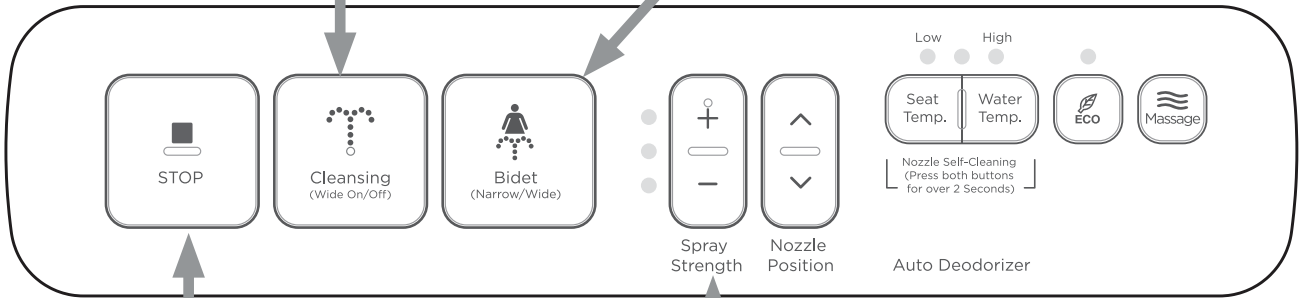 Low High
STOP
Cleansing
(Wide On/Off)
Bidet
(Narrow/Wide)
+
−
Spray
Strength
Nozzle
Position
Seat
Temp.
Water
Temp.
Nozzle Self-Cleaning
(Press both buttons
for over 2 Seconds)
Auto Deodorizer
ECO
Massage